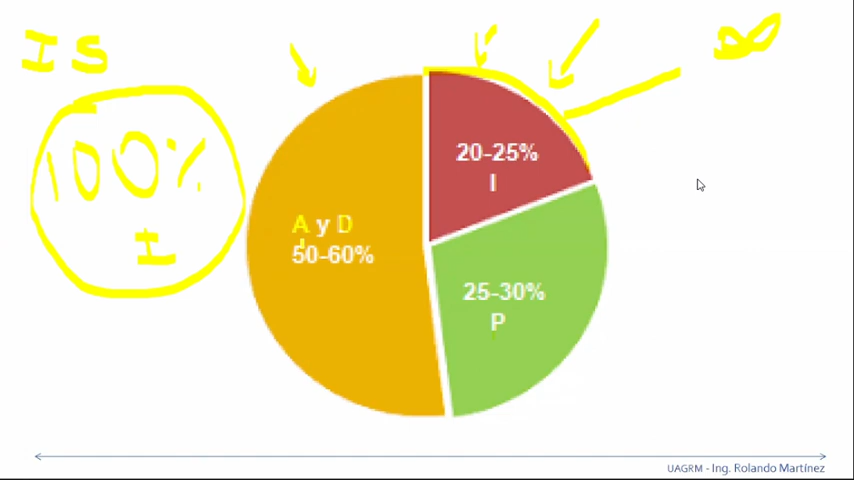 IS
100%
I
20-25%
I
A y D
50-60%
25-30%
P
UAGRM - Ing. Rolando Martínez